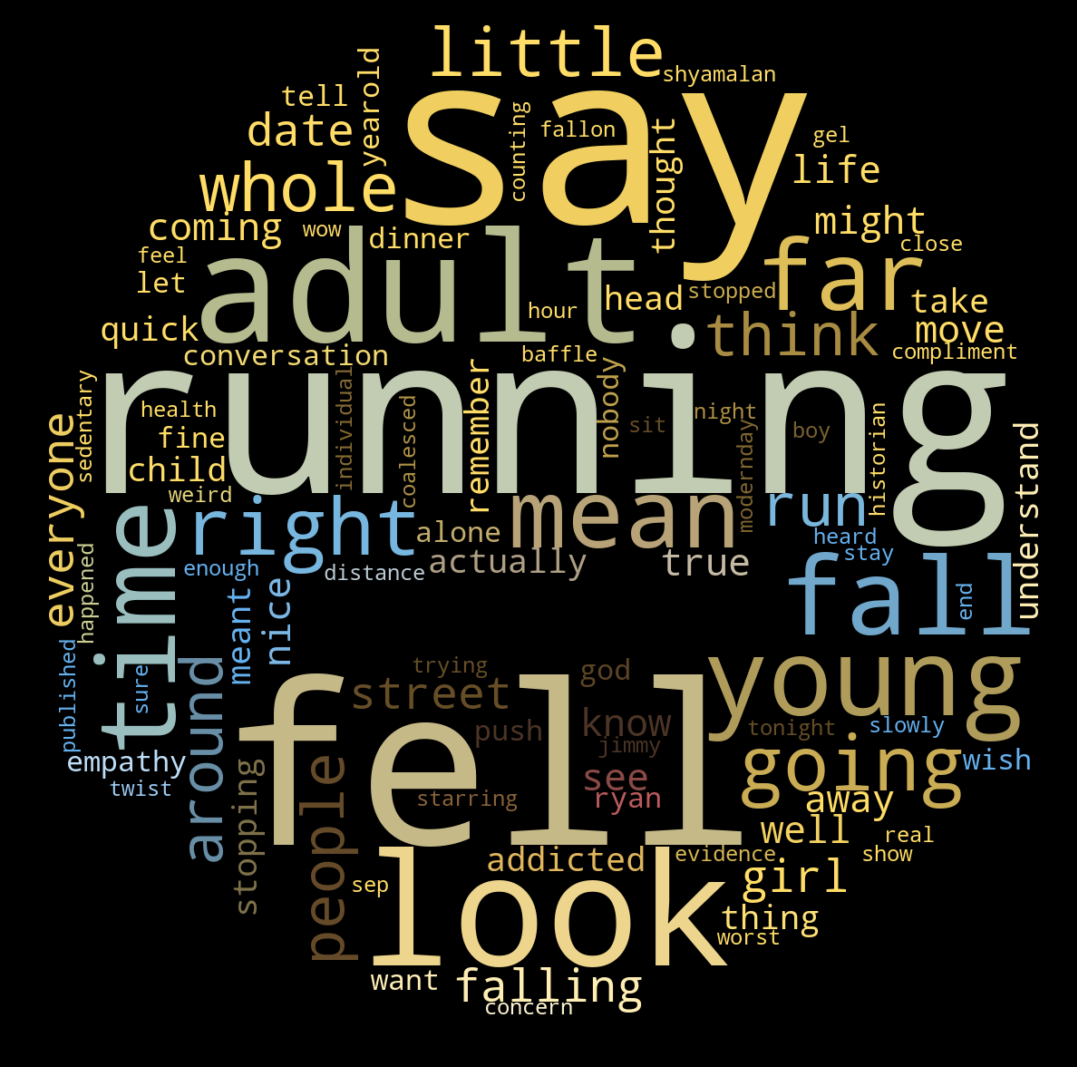 little
shyamalan
say
tell
yearold
date
counting
fallon
thought
gel
life
whole
might
coming
wow
dinner
adult
far
close
feel
let
hour
head
stopped
take
quick
think
move
conversation
baffle
compliment
running
sedentary
health
individual
coalesced
remember
nobody
sit
night
boy
modernday
historian
fine
child
weird
everyone
understand
right
mean
run
time
alone
heard
actually
true
stay
enough
distance
fall
end
happened
meant
nice
published
sure
around
trying
god
young
street
know
push
jimmy
tonight
slowly
fell
empathy
twist
see
going
wish
stopping
people
starring
ryan
away
well
real
addicted
evidence
show
sep
look
girl
thing
worst
want
falling
concern